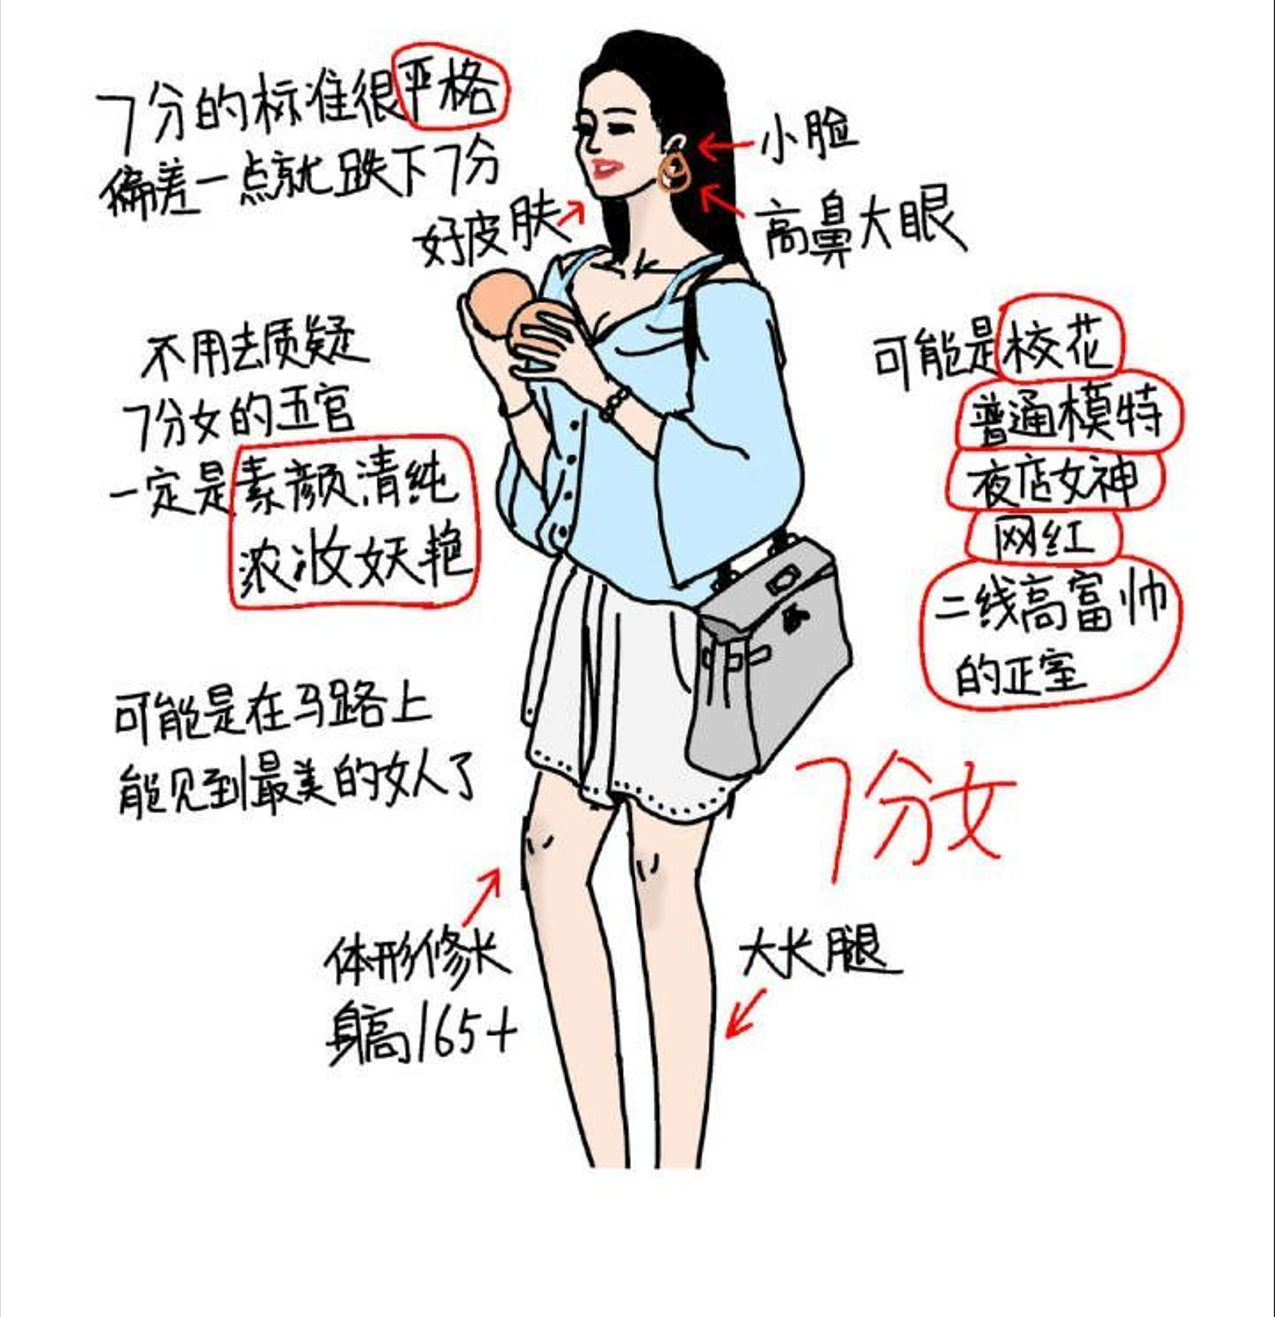 7分的标准很严格
偏差一点就跌下7分
小脸
好皮肤
高鼻大眼
不用去质疑
7分女的五官
一定是素颜清纯
浓妆妖艳
可能是校花
普通模特
夜店女神
网红
二线高富帅
的正室
可能是在马路上
能见到最美的女人了
7分女
体形修长
身高165+
大长腿